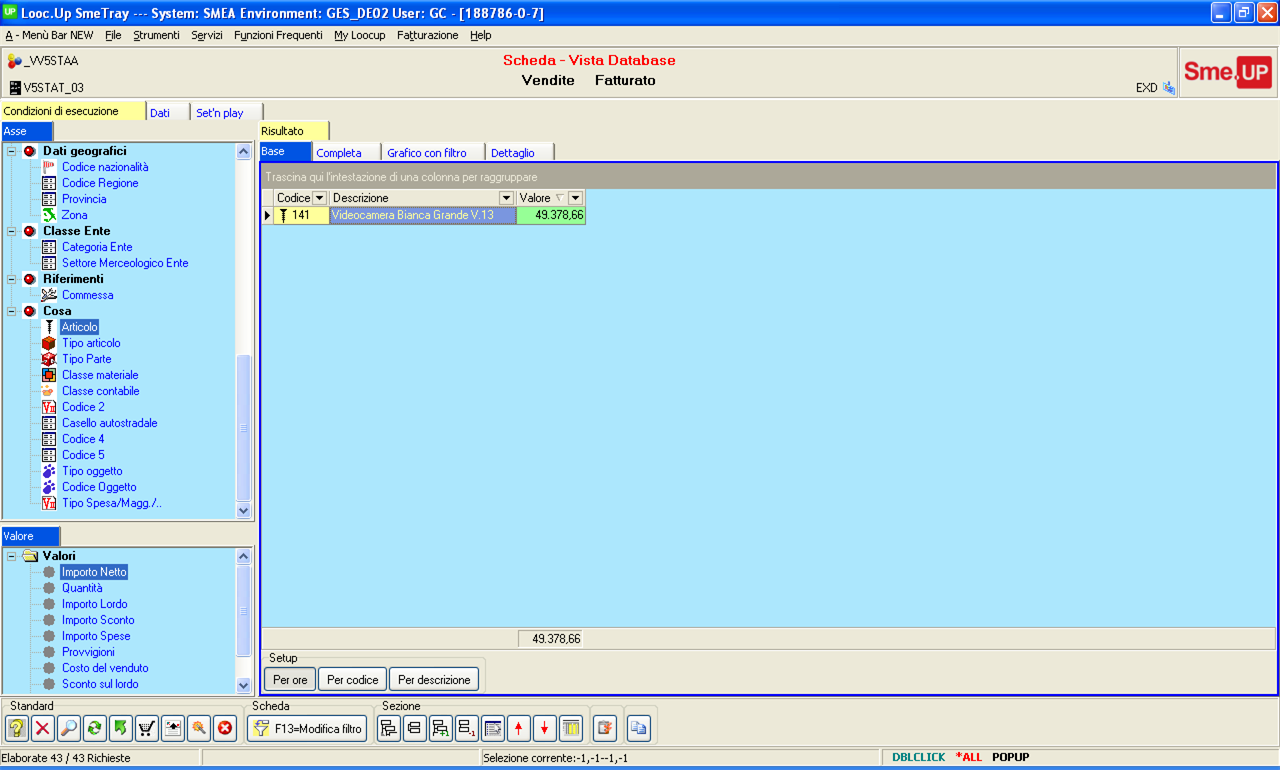 UP Looc.Up SmeTray --- System: SMEA Environment: GES_DE02 User: GC - [188786-0-7]
A - Menù Bar NEW File Strumenti Servizi Funzioni Frequenti My Loocup Fatturazione Help
_VV5STAA
V5STAT_03
Scheda - Vista Database
Vendite Fatturato
EXD
Sme.UP
Condizioni di esecuzione Dati Set'n play
Asse
Dati geografici
Codice nazionalità
Codice Regione
Provincia
Zona
Classe Ente
Categoria Ente
Settore Merceologico Ente
Riferimenti
Commessa
Cosa
Articolo
Tipo articolo
Tipo Parte
Classe materiale
Classe contabile
Codice 2
Casello autostradale
Codice 4
Codice 5
Tipo oggetto
Codice Oggetto
Tipo Spesa/Magg./..
Valore
Valori
Importo Netto
Quantità
Importo Lordo
Importo Sconto
Importo Spese
Provvigioni
Costo del venduto
Sconto sul lordo
Risultato
Base Completa Grafico con filtro Dettaglio
Trascina qui l'intestazione di una colonna per raggruppare
Codice Descrizione Valore
141 Videocamera Bianca Grande V.13 49.378,66
49.378,66
Setup
Per ore Per codice Per descrizione
Standard Scheda Sezione
F13=Modifica filtro
Elaborate 43 / 43 Richieste Selezione corrente:-1,-1--1,-1 DBLCLICK *ALL POPUP